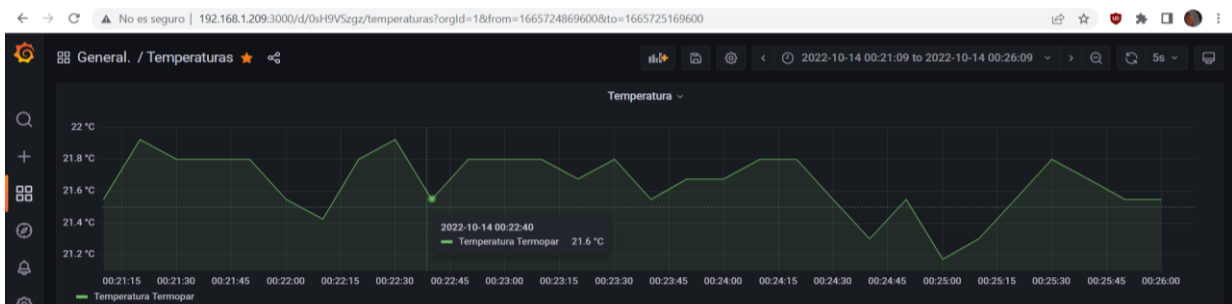 No es seguro | 192.168.1.209:3000/d/0sH9VSzgz/temperaturas?orgId=1&from=1665724869600&to=1665725169600
General. / Temperaturas 2022-10-14 00:21:09 to 2022-10-14 00:26:09 5s
Temperatura
22 °C
21.8 °C
21.6 °C
21.4 °C
21.2 °C
2022-10-14 00:22:40
Temperatura Termopar 21.6 °C
00:21:15 00:21:30 00:21:45 00:22:00 00:22:15 00:22:30 00:22:45 00:23:00 00:23:15 00:23:30 00:23:45 00:24:00 00:24:15 00:24:30 00:24:45 00:25:00 00:25:15 00:25:30 00:25:45 00:26:00
Temperatura Termopar